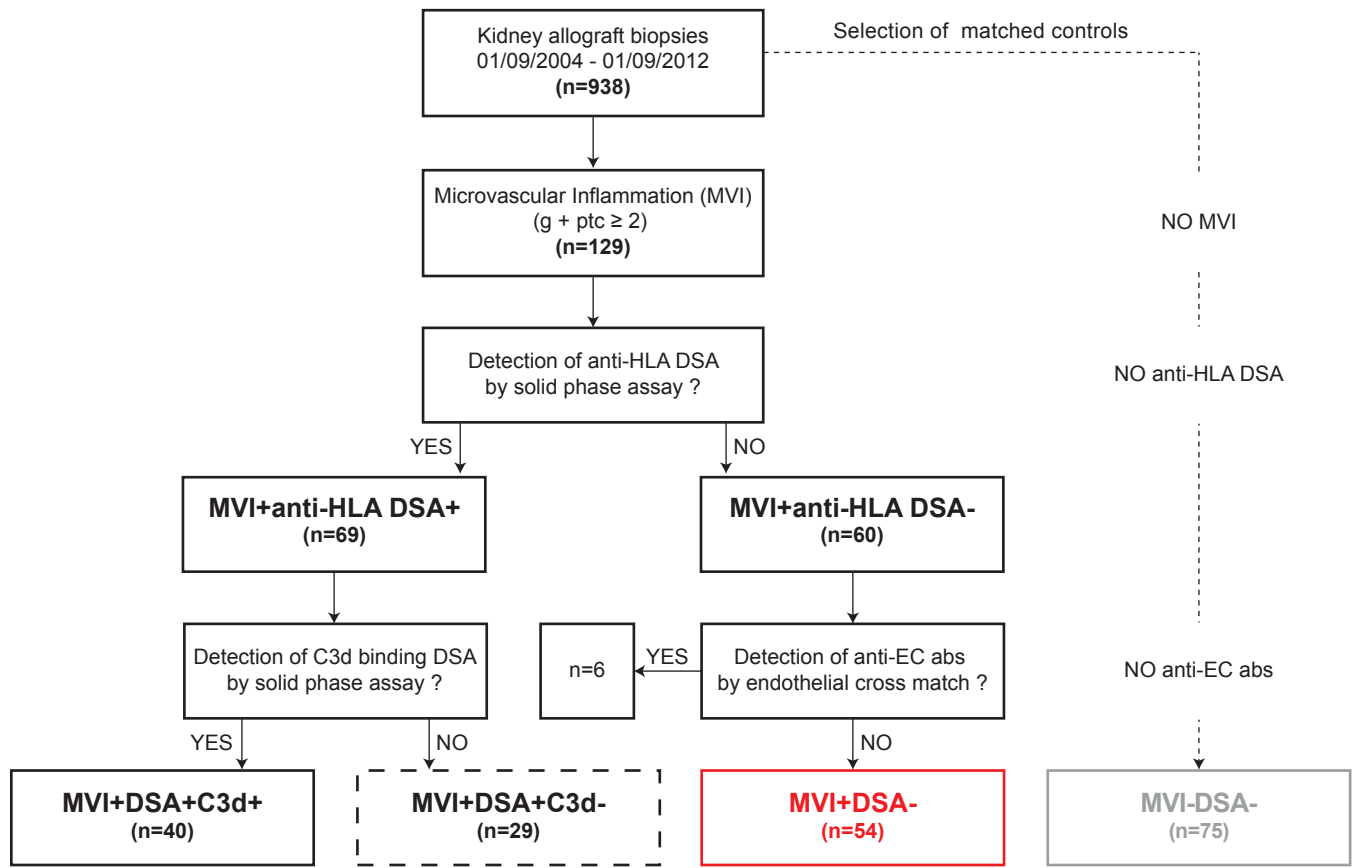 Kidney allograft biopsies
01/09/2004 - 01/09/2012
(n=938)
Selection of matched controls
Microvascular Inflammation (MVI)
(g + ptc ≥ 2)
(n=129)
NO MVI
Detection of anti-HLA DSA
by solid phase assay ?
NO anti-HLA DSA
YES
NO
MVI+anti-HLA DSA+
(n=69)
MVI+anti-HLA DSA-
(n=60)
Detection of C3d binding DSA
by solid phase assay ?
n=6
YES
Detection of anti-EC abs
by endothelial cross match ?
NO anti-EC abs
YES
NO
NO
MVI+DSA+C3d+
(n=40)
MVI+DSA+C3d-
(n=29)
MVI+DSA-
(n=54)
MVI-DSA-
(n=75)